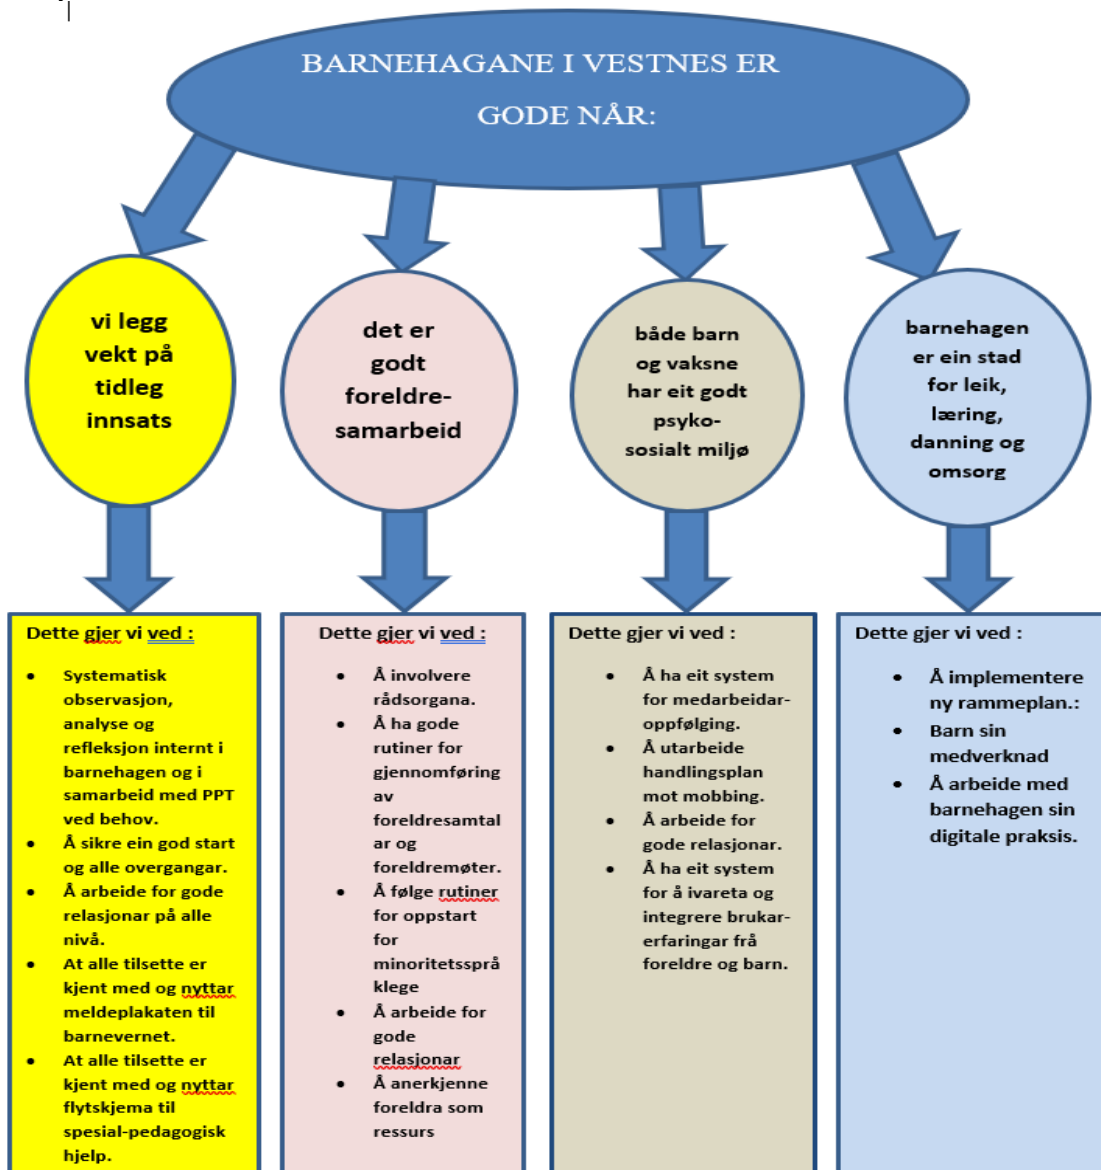 BARNEHAGANE I VESTNES ER
GODE NÅR:
vi legg
vekt på
tidleg
innsats
det er
godt
foreldre-
samarbeid
både barn
og vaksne
har eit godt
psyko-
sosialt miljø
barnehagen
er ein stad
for leik,
læring,
danning og
omsorg
Dette gjer vi ved :
• Systematisk
observasjon,
analyse og
refleksjon internt i
barnehagen og i
samarbeid med PPT
ved behov.
• Å sikre ein god start
og alle overgangar.
• Å arbeide for gode
relasjonar på alle
nivå.
• At alle tilsette er
kjent med og nyttar
meldeplakaten til
barnevernet.
• At alle tilsette er
kjent med og nyttar
flytskjema til
spesial-pedagogisk
hjelp.
Dette gjer vi ved :
• Å involvere
rådsorgana.
• Å ha gode
rutiner for
gjennomføring
av
foreldresamtal
ar og
foreldremøter.
• Å følge rutiner
for oppstart
for
minoritetssprå
klege
• Å arbeide for
gode
relasjonar
• Å anerkjenne
foreldra som
ressurs
Dette gjer vi ved :
• Å ha eit system
for medarbeidar-
oppfølging.
• Å utarbeide
handlingsplan
mot mobbing.
• Å arbeide for
gode relasjonar.
• Å ha eit system
for å ivareta og
integrere brukar-
erfaringar frå
foreldre og barn.
Dette gjer vi ved :
• Å implementere
ny rammeplan.:
• Barn sin
medverknad
• Å arbeide med
barnehagen sin
digitale praksis.